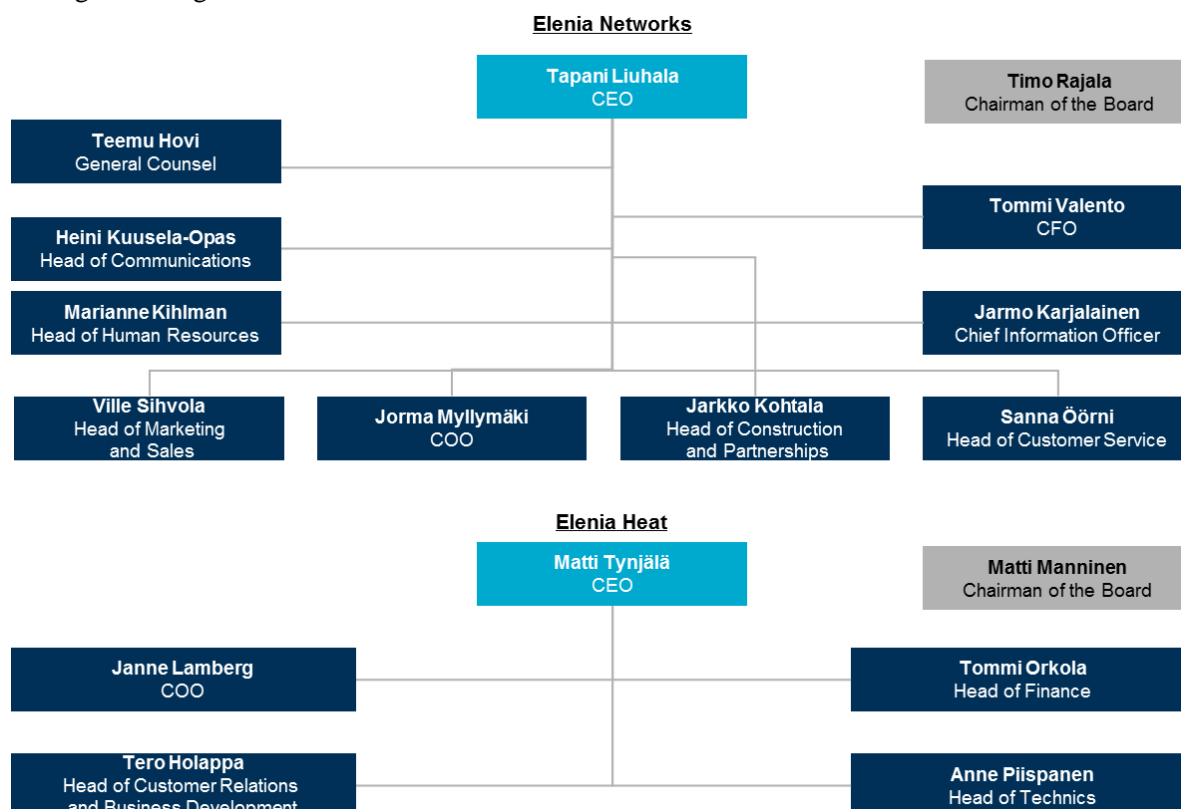 Elenia Networks
Tapani Liuhala
CEO
Timo Rajala
Chairman of the Board
Teemu Hovi
General Counsel
Tommi Valento
CFO
Heini Kuusela-Opas
Head of Communications
Marianne Kihlman
Head of Human Resources
Jarmo Karjalainen
Chief Information Officer
Ville Sihvola
Head of Marketing
and Sales
Jorma Myllymäki
COO
Jarkko Kohtala
Head of Construction
and Partnerships
Sanna Öörni
Head of Customer Service
Elenia Heat
Matti Tynjälä
CEO
Matti Manninen
Chairman of the Board
Janne Lamberg
COO
Tommi Orkola
Head of Finance
Tero Holappa
Head of Customer Relations
and Business Development
Anne Piispanen
Head of Technics